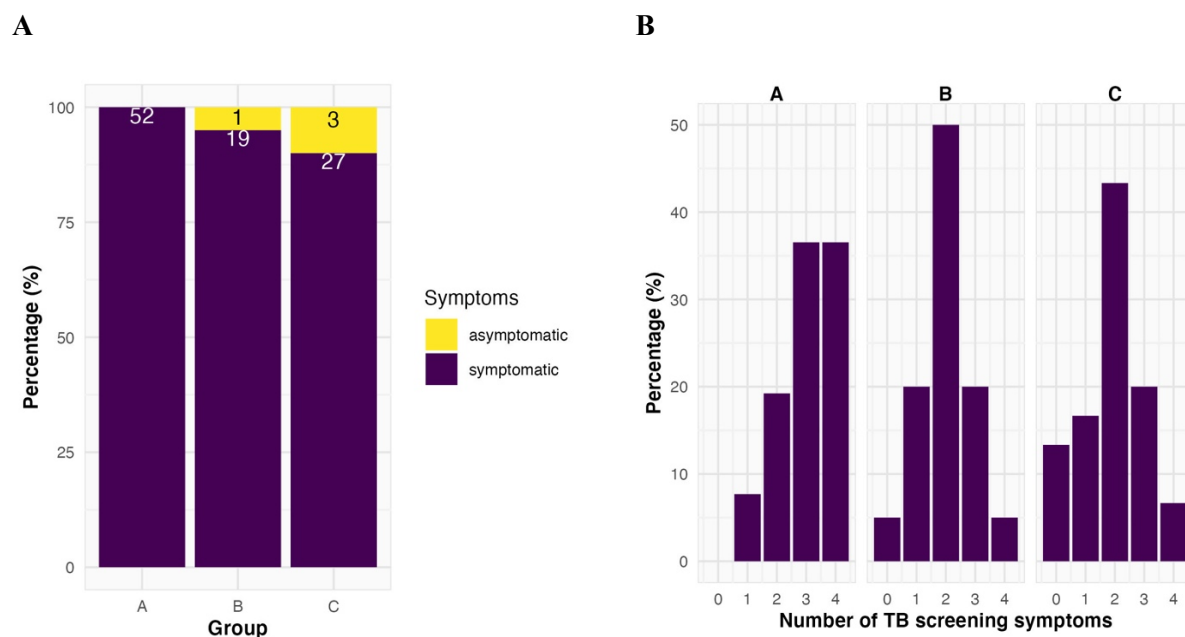 A
100
75
50
25
0
Percentage (%)
52
1
19
3
27
A B C
Group
Symptoms
asymptomatic
symptomatic
B
A B C
50
40
30
20
10
0
Percentage (%)
0 1 2 3 4 0 1 2 3 4 0 1 2 3 4
Number of TB screening symptoms